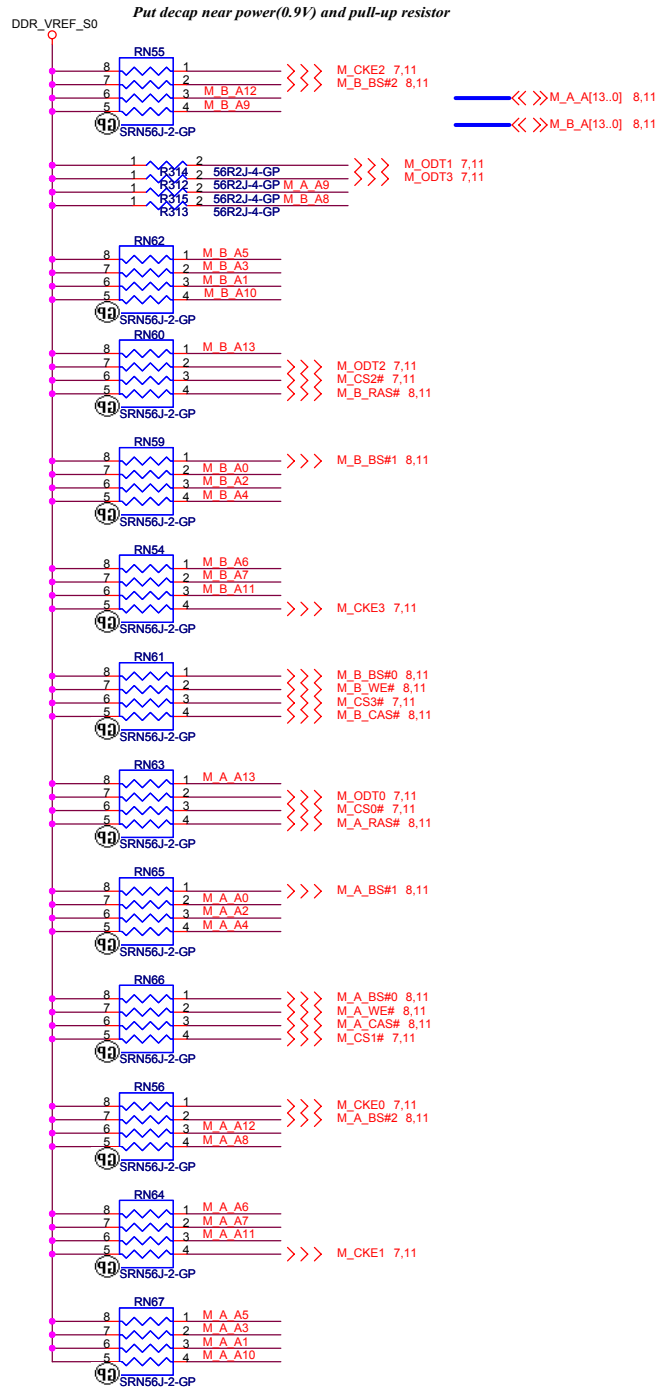 Put decap near power(0.9V) and pull-up resistor
DDR_VREF_S0
RN55
8 1 M_CKE2 7,11
7 2 M_B_BS#2 8,11
6 3 M_B_A12
5 4 M_B_A9
GP SRN56J-2-GP
M_A_A[13..0] 8,11
M_B_A[13..0] 8,11
1 2 M_ODT1 7,11
R314 56R2J-4-GP
1 2 M_ODT3 7,11
R312 56R2J-4-GP
1 2 M_A_A9
R315 56R2J-4-GP
1 2 M_B_A8
R313 56R2J-4-GP
RN62
8 1 M_B_A5
7 2 M_B_A3
6 3 M_B_A1
5 4 M_B_A10
GP SRN56J-2-GP
RN60
8 1 M_B_A13
7 2 M_ODT2 7,11
6 3 M_CS2# 7,11
5 4 M_B_RAS# 8,11
GP SRN56J-2-GP
RN59
8 1 M_B_BS#1 8,11
7 2 M_B_A0
6 3 M_B_A2
5 4 M_B_A4
GP SRN56J-2-GP
RN54
8 1 M_B_A6
7 2 M_B_A7
6 3 M_B_A11
5 4 M_CKE3 7,11
GP SRN56J-2-GP
RN61
8 1 M_B_BS#0 8,11
7 2 M_B_WE# 8,11
6 3 M_CS3# 7,11
5 4 M_B_CAS# 8,11
GP SRN56J-2-GP
RN63
8 1 M_A_A13
7 2 M_ODT0 7,11
6 3 M_CS0# 7,11
5 4 M_A_RAS# 8,11
GP SRN56J-2-GP
RN65
8 1 M_A_BS#1 8,11
7 2 M_A_A0
6 3 M_A_A2
5 4 M_A_A4
GP SRN56J-2-GP
RN66
8 1 M_A_BS#0 8,11
7 2 M_A_WE# 8,11
6 3 M_A_CAS# 8,11
5 4 M_CS1# 7,11
GP SRN56J-2-GP
RN56
8 1 M_CKE0 7,11
7 2 M_A_BS#2 8,11
6 3 M_A_A12
5 4 M_A_A8
GP SRN56J-2-GP
RN64
8 1 M_A_A6
7 2 M_A_A7
6 3 M_A_A11
5 4 M_CKE1 7,11
GP SRN56J-2-GP
RN67
8 1 M_A_A5
7 2 M_A_A3
6 3 M_A_A1
5 4 M_A_A10
GP SRN56J-2-GP